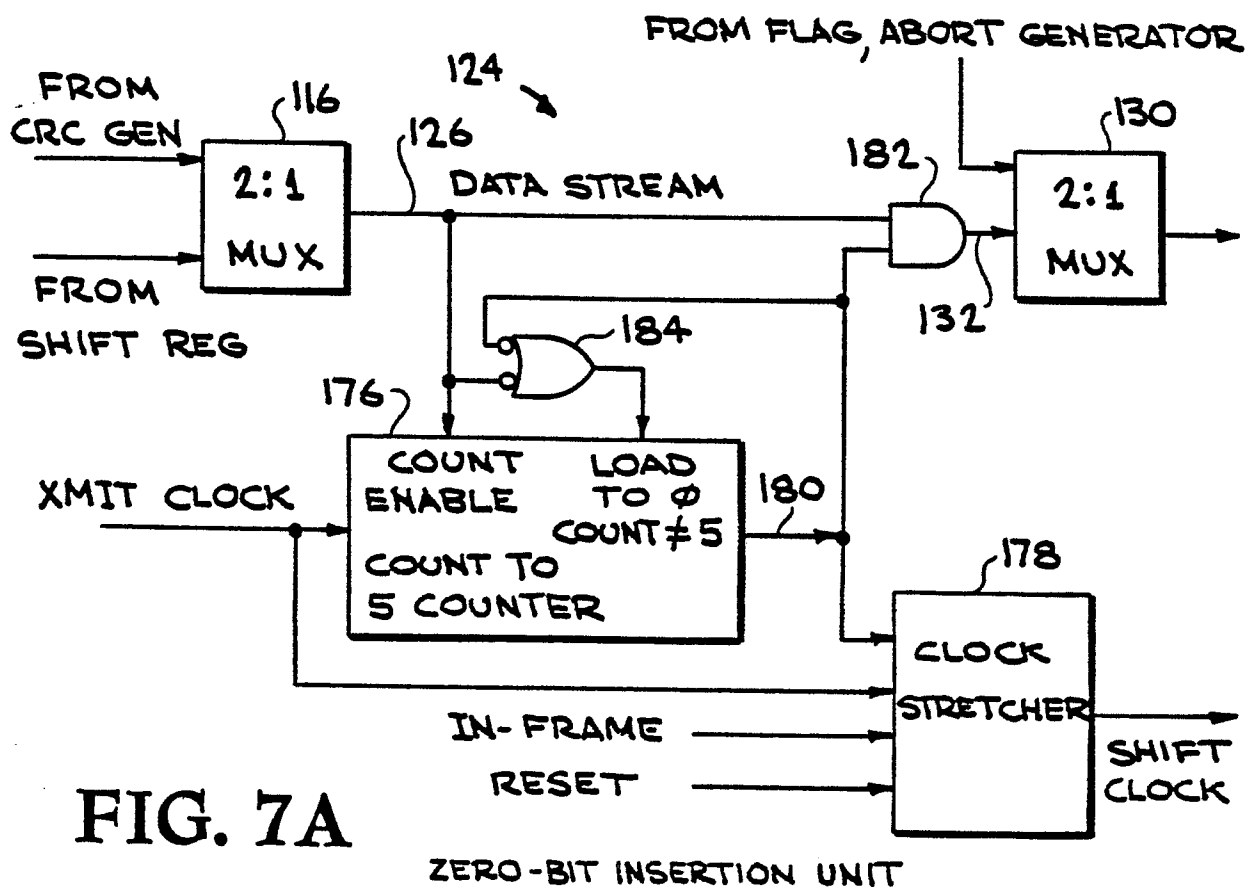 FROM FLAG, ABORT GENERATOR
124
FROM
CRC GEN
116
126
130
182
2:1
MUX
DATA STREAM
2:1
MUX
FROM
SHIFT REG
132
184
176
COUNT
ENABLE
LOAD
TO ∅
COUNT ≠ 5
XMIT CLOCK
180
COUNT TO
5 COUNTER
178
CLOCK
STRETCHER
IN-FRAME
RESET
SHIFT
CLOCK
FIG. 7A
ZERO-BIT INSERTION UNIT